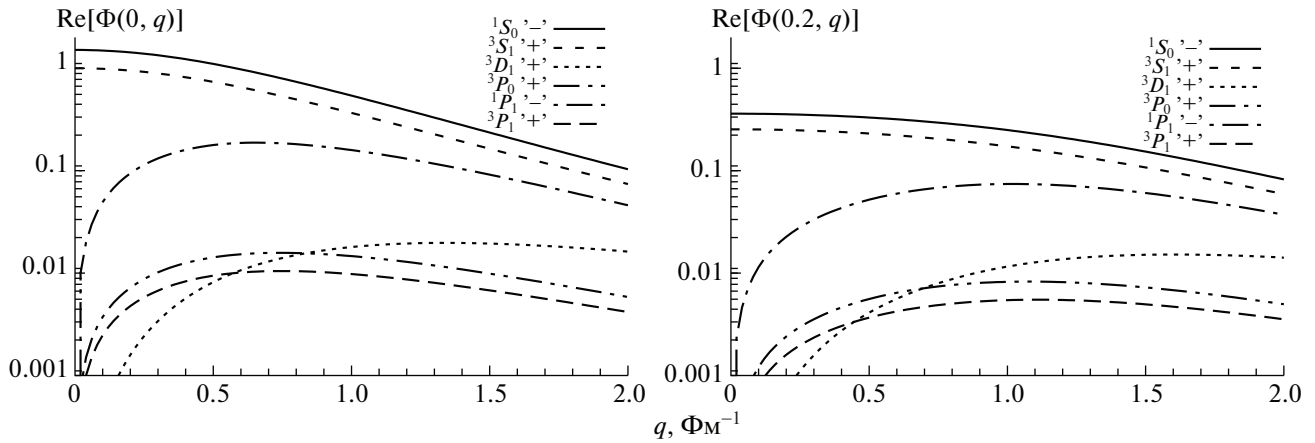 Re[Φ(0, q)]
¹S₀ '–'
³S₁ '+'
³D₁ '+'
³P₀ '+'
¹P₁ '–'
³P₁ '+'
1
0.1
0.01
0.001
0 0.5 1.0 1.5 2.0
Re[Φ(0.2, q)]
¹S₀ '–'
³S₁ '+'
³D₁ '+'
³P₀ '+'
¹P₁ '–'
³P₁ '+'
1
0.1
0.01
0.001
0 0.5 1.0 1.5 2.0
q, Фм⁻¹